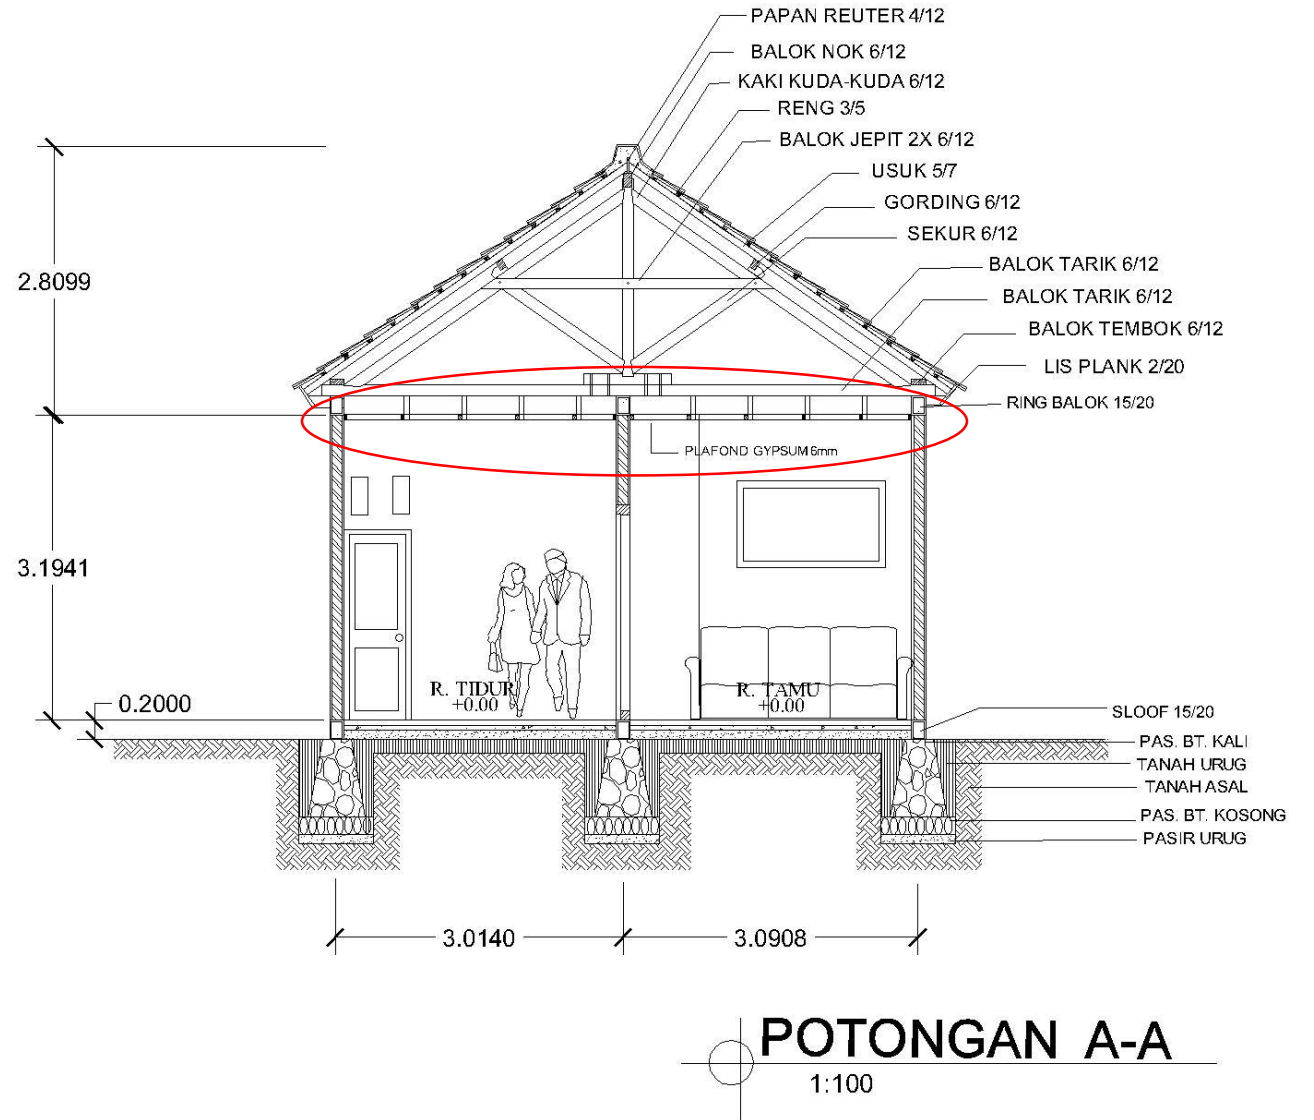 PAPAN REUTER 4/12
BALOK NOK 6/12
KAKI KUDA-KUDA 6/12
RENG 3/5
BALOK JEPIT 2X 6/12
USUK 5/7
GORDING 6/12
SEKUR 6/12
BALOK TARIK 6/12
BALOK TARIK 6/12
BALOK TEMBOK 6/12
LIS PLANK 2/20
RING BALOK 15/20
2.8099
PLAFOND GYPSUM 6mm
3.1941
R. TIDUR
+0.00
R. TAMU
+0.00
0.2000
SLOOF 15/20
PAS. BT. KALI
TANAH URUG
TANAH ASAL
PAS. BT. KOSONG
PASIR URUG
3.0140
3.0908
POTONGAN A-A
1:100